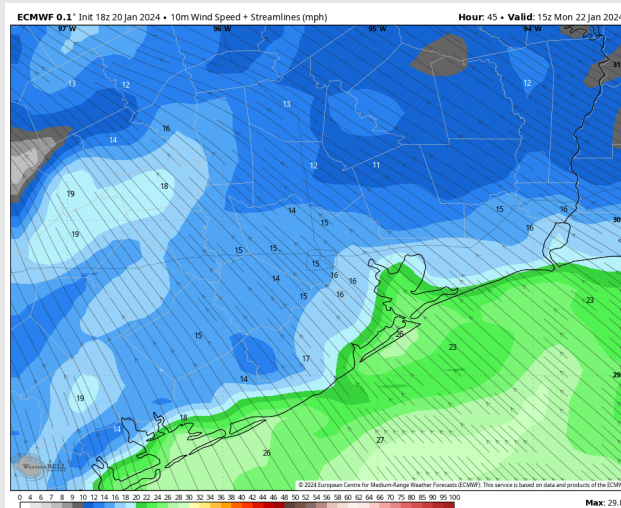 ECMWF 0.1° Init 18z 20 Jan 2024 • 10m Wind Speed + Streamlines (mph)
Hour: 45 • Valid: 15z Mon 22 Jan 2024
97 W 96 W 95 W 94 W
31
13 12 12
13
16
14
12 11
18
19
14 15 16
30
15 16
19
15 15
15
14 16 16
15 16
23
26
15 23
17
29
14
19
18
14
27
26
WeatherBELL
© 2024 European Centre for Medium-Range Weather Forecasts (ECMWF). This service is based on data and products of the ECMW
0 4 6 7 8 9 10 12 14 16 18 20 22 24 26 28 30 32 34 36 38 40 42 44 46 48 50 52 54 56 58 60 62 64 66 68 70 75 80 85 90 95 100
Max: 29.8